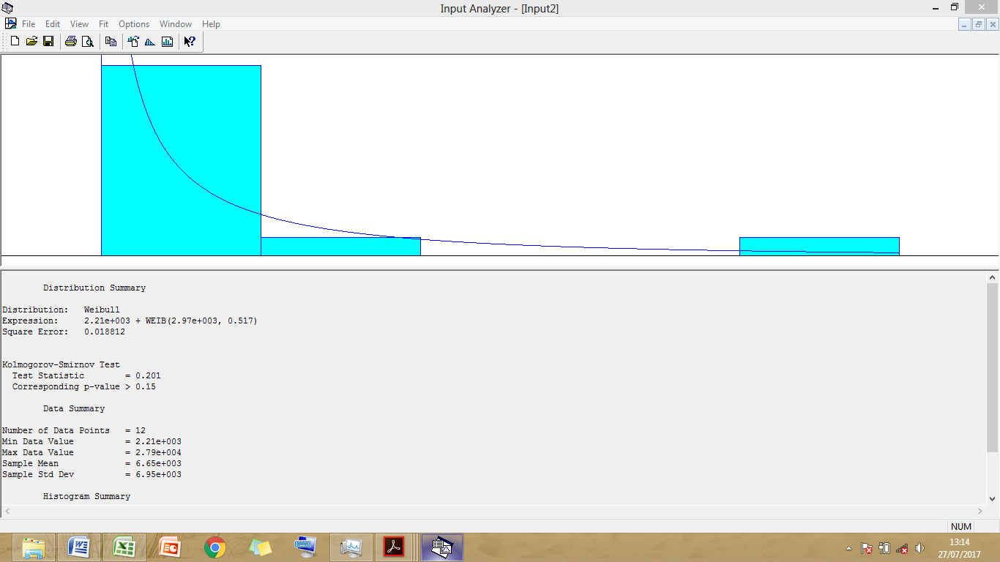 Input Analyzer - [Input2]
File Edit View Fit Options Window Help
Distribution Summary
Distribution: Weibull
Expression: 2.21e+003 + WEIB(2.97e+003, 0.517)
Square Error: 0.018812
Kolmogorov-Smirnov Test
Test Statistic = 0.201
Corresponding p-value > 0.15
Data Summary
Number of Data Points = 12
Min Data Value = 2.21e+003
Max Data Value = 2.79e+004
Sample Mean = 6.65e+003
Sample Std Dev = 6.95e+003
Histogram Summary
NUM
13:14
27/07/2017